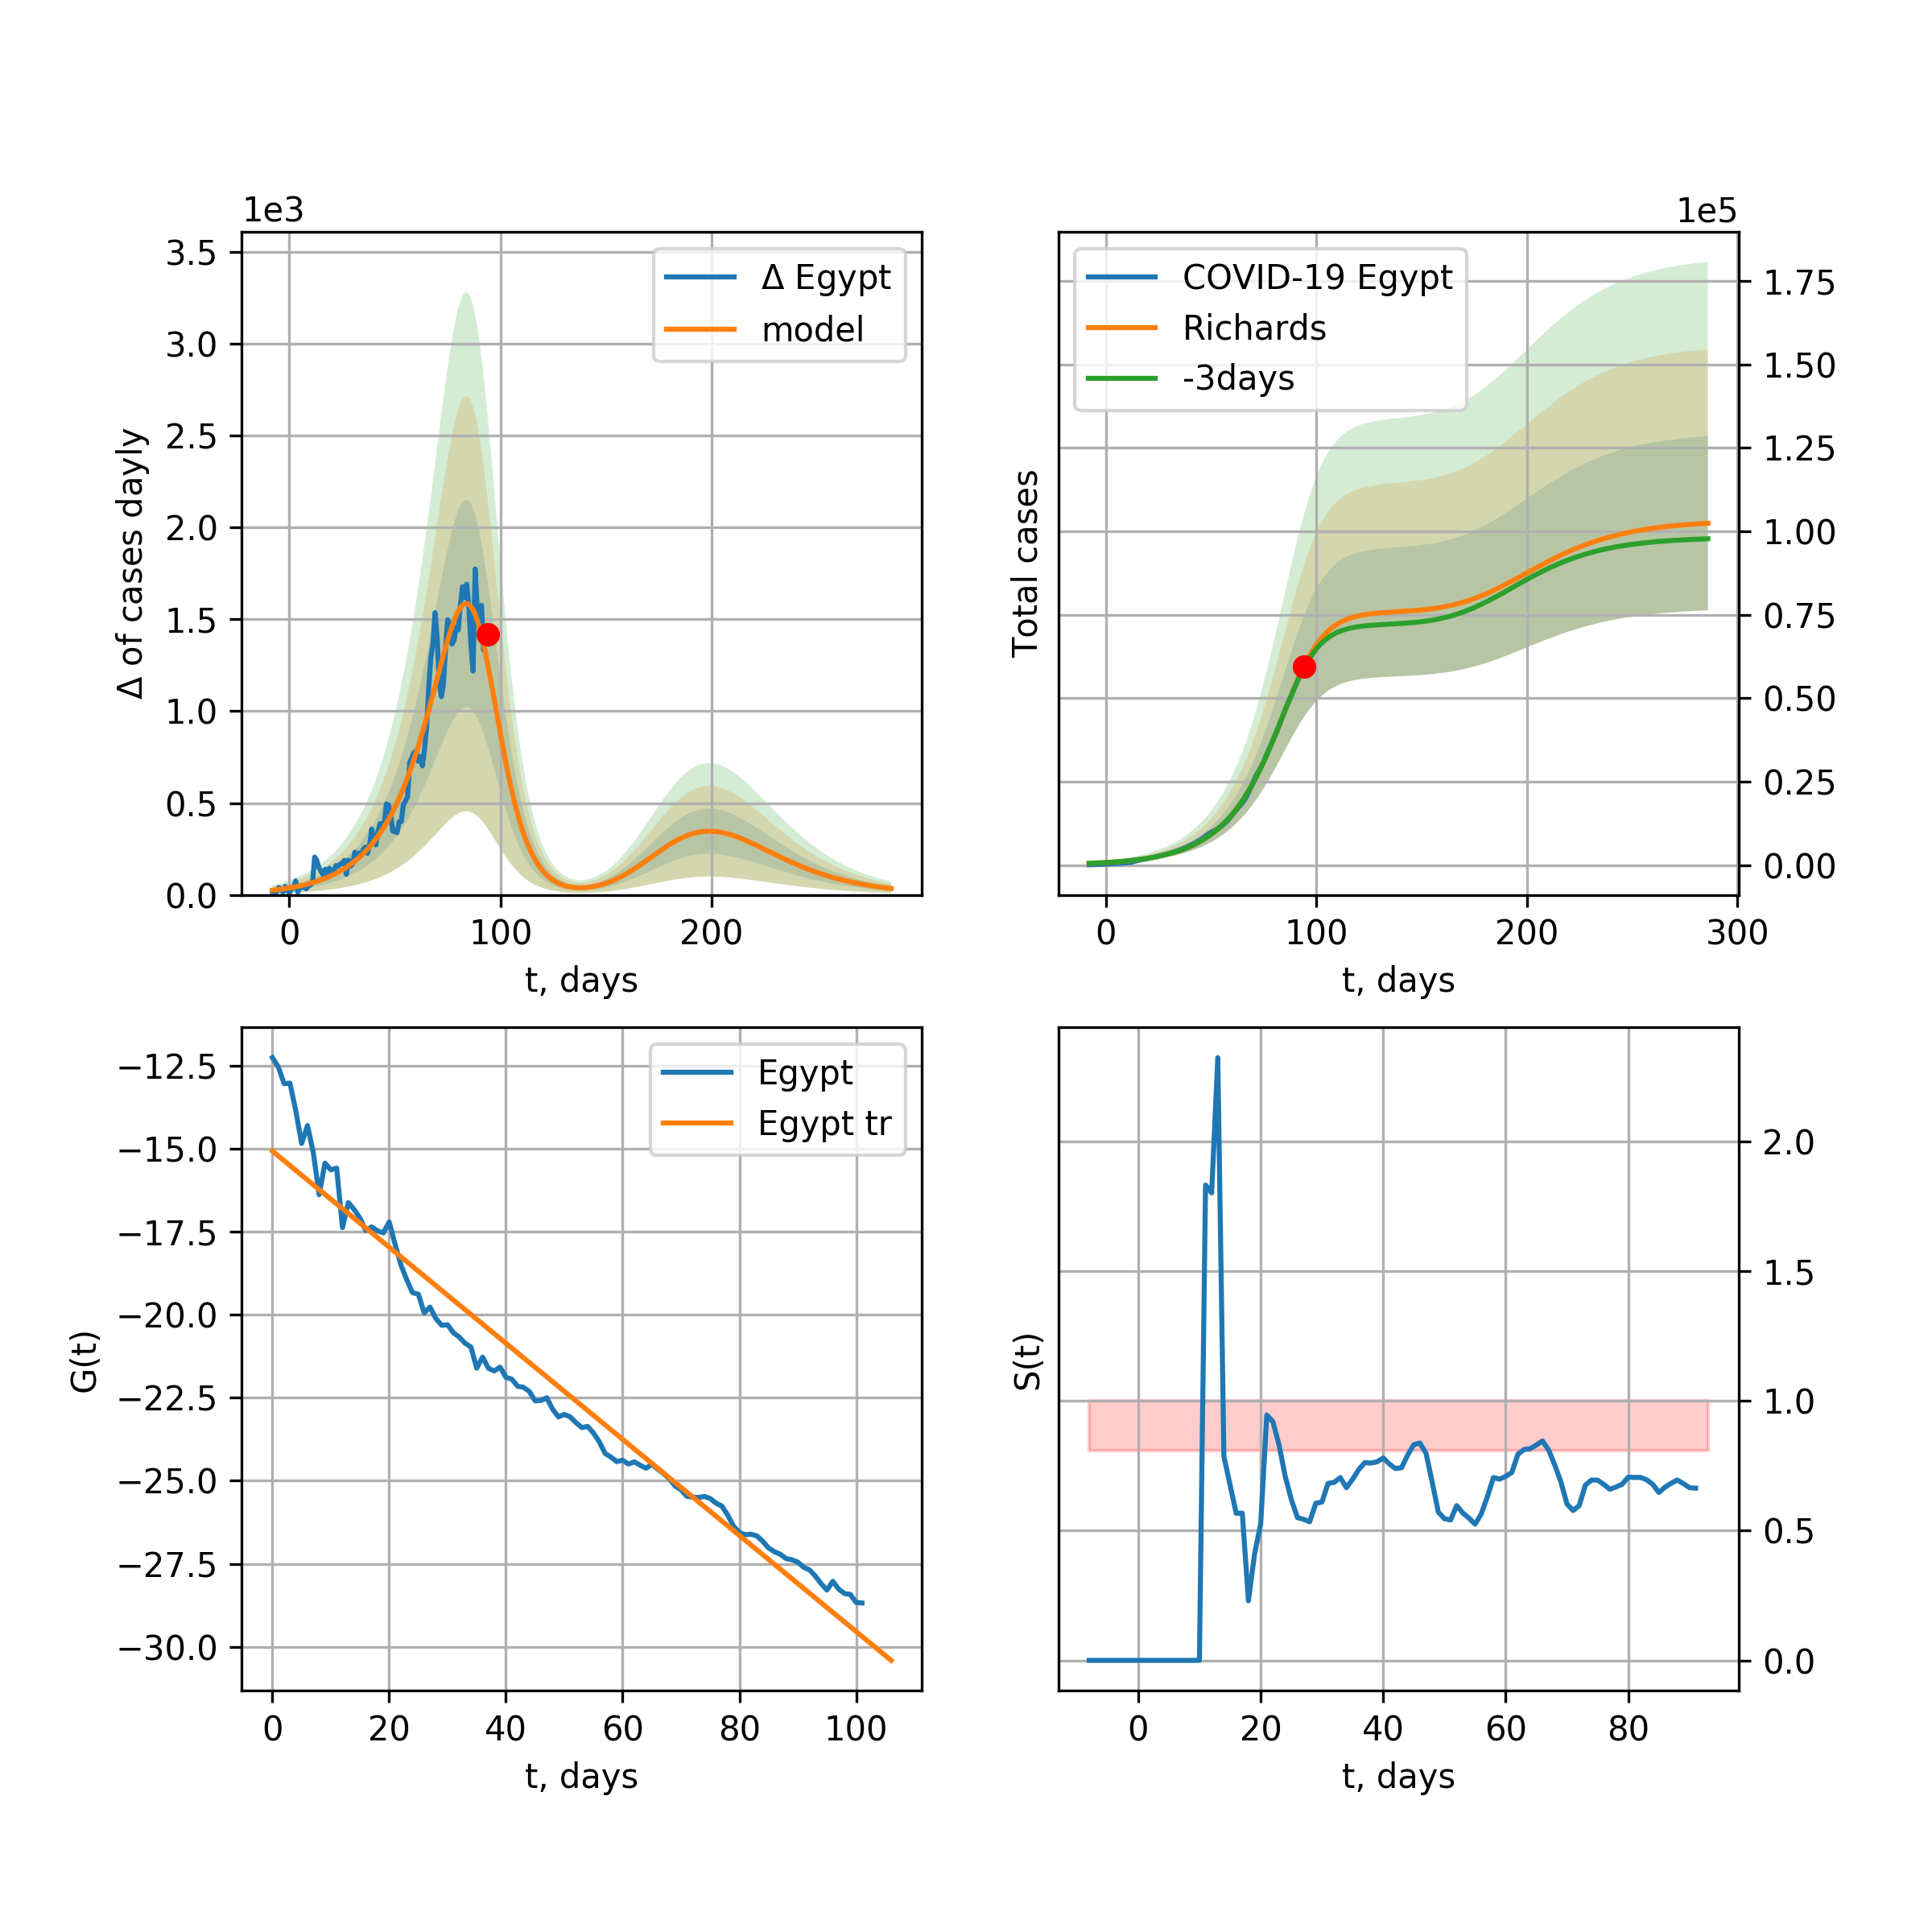 1e3
3.5
3.0
2.5
2.0
1.5
1.0
0.5
0.0
Δ of cases dayly
Δ Egypt
model
0 100 200
t, days
1e5
COVID-19 Egypt
Richards
-3days
Total cases
1.75
1.50
1.25
1.00
0.75
0.50
0.25
0.00
0 100 200 300
t, days
−12.5
−15.0
−17.5
−20.0
−22.5
−25.0
−27.5
−30.0
G(t)
Egypt
Egypt tr
0 20 40 60 80 100
t, days
S(t)
2.0
1.5
1.0
0.5
0.0
0 20 40 60 80
t, days